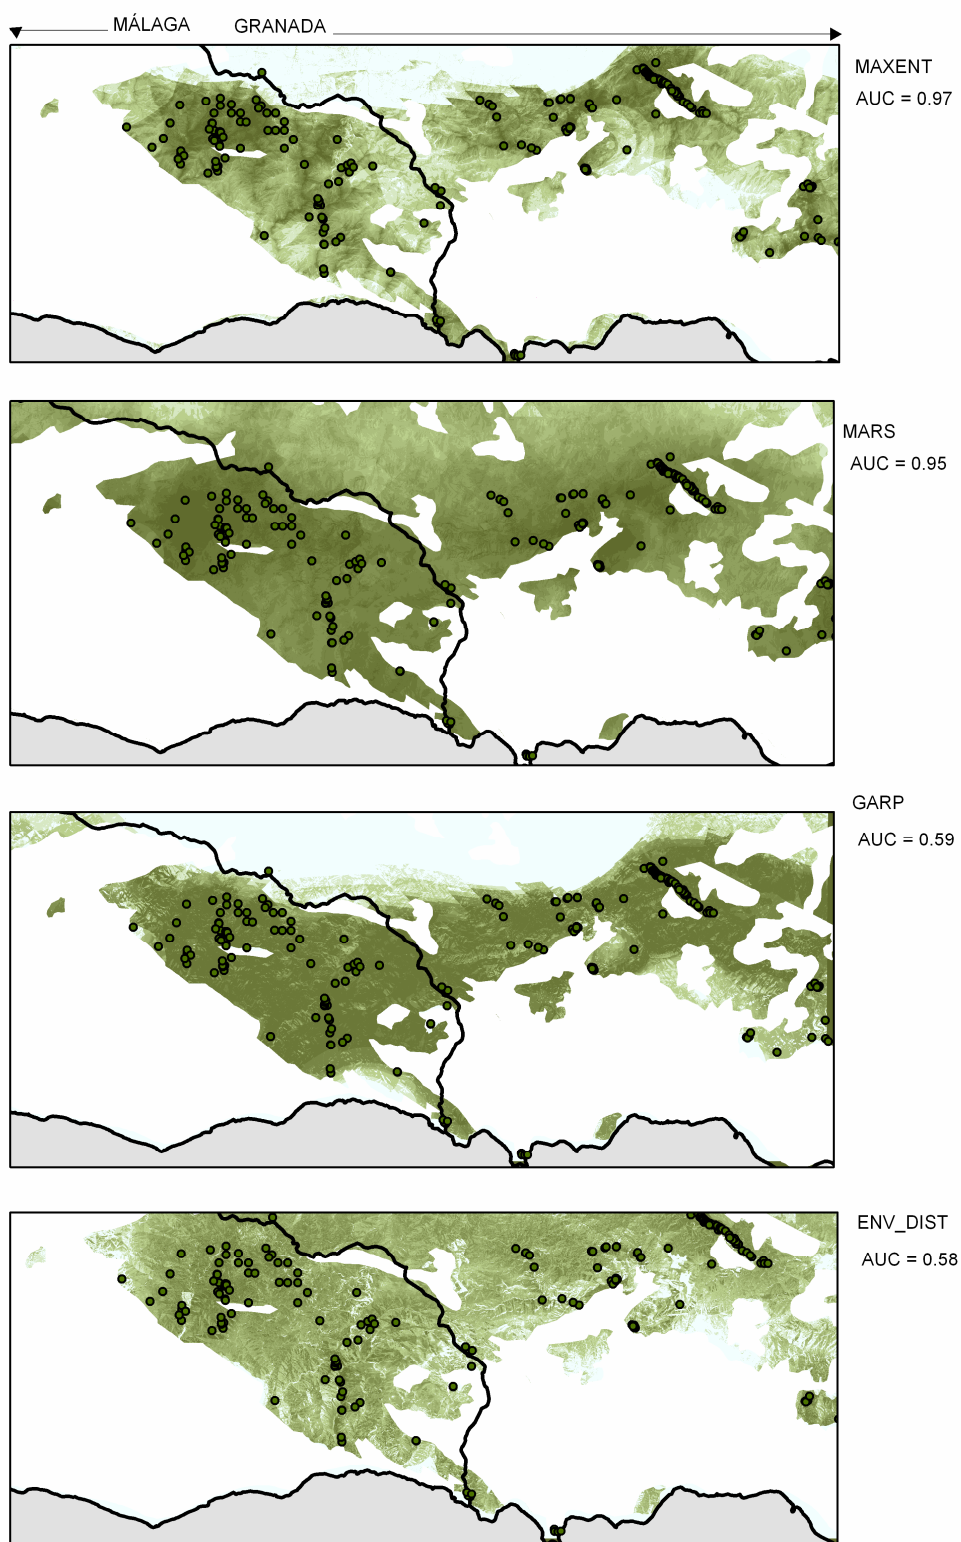 MÁLAGA GRANADA
MAXENT
AUC = 0.97
MARS
AUC = 0.95
GARP
AUC = 0.59
ENV_DIST
AUC = 0.58